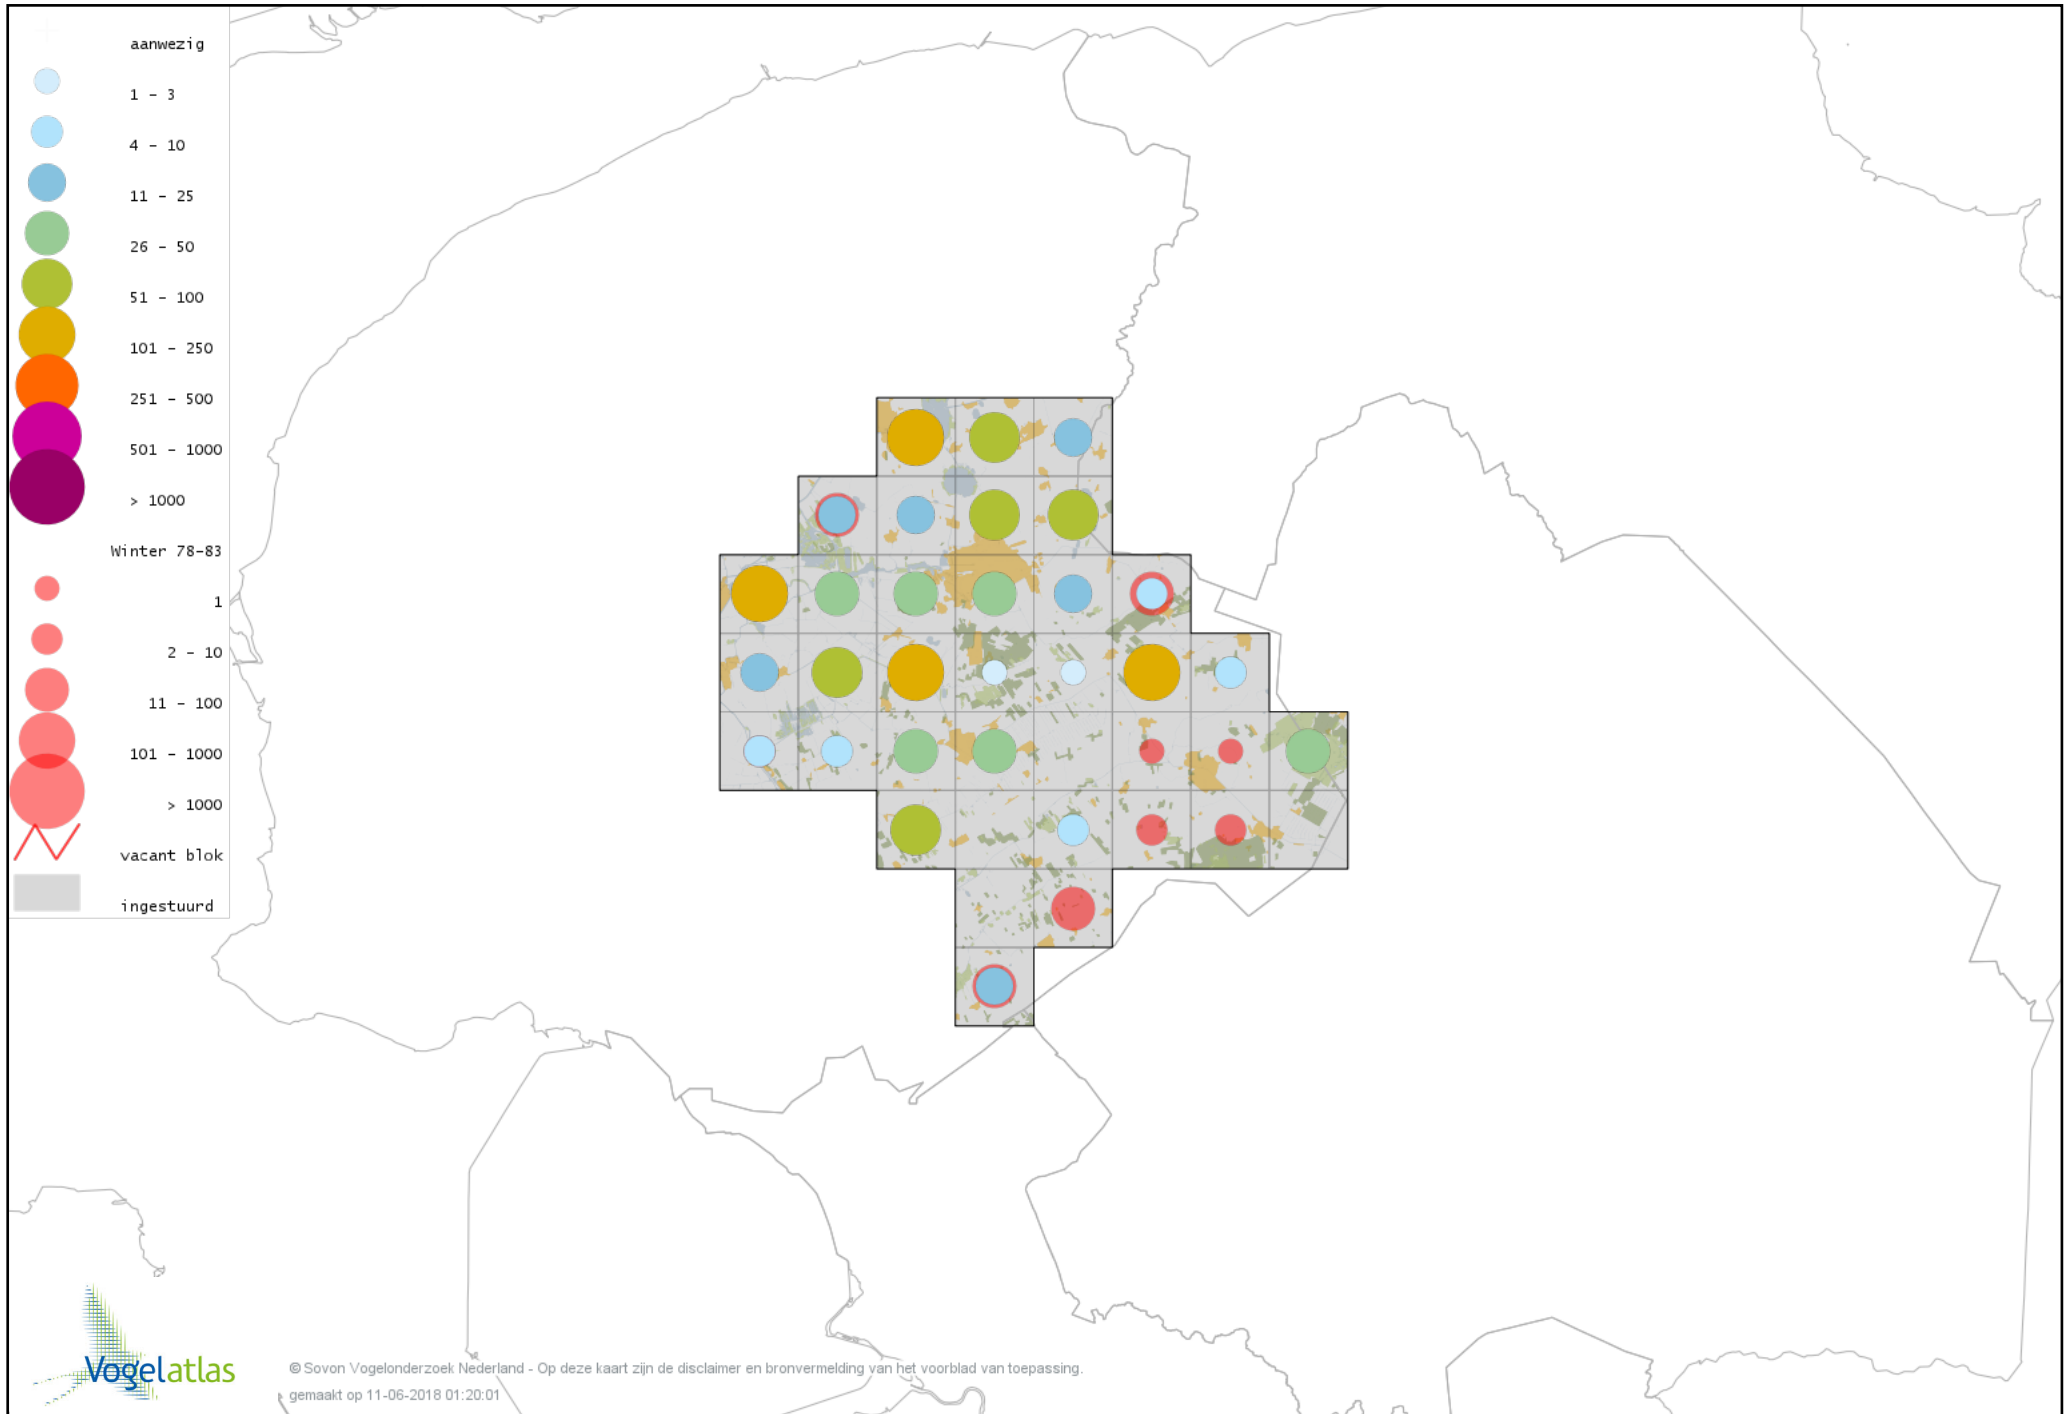 aanwezig
1 - 3
4 - 10
11 - 25
26 - 50
51 - 100
101 - 250
251 - 500
501 - 1000
> 1000
Winter 78-83
1
2 - 10
11 - 100
101 - 1000
> 1000
vacant blok
ingestuurd
Vogelatlas
© Sovon Vogelonderzoek Nederland - Op deze kaart zijn de disclaimer en bronvermelding van het voorblad van toepassing.
gemaakt op 11-06-2018 01:20:01